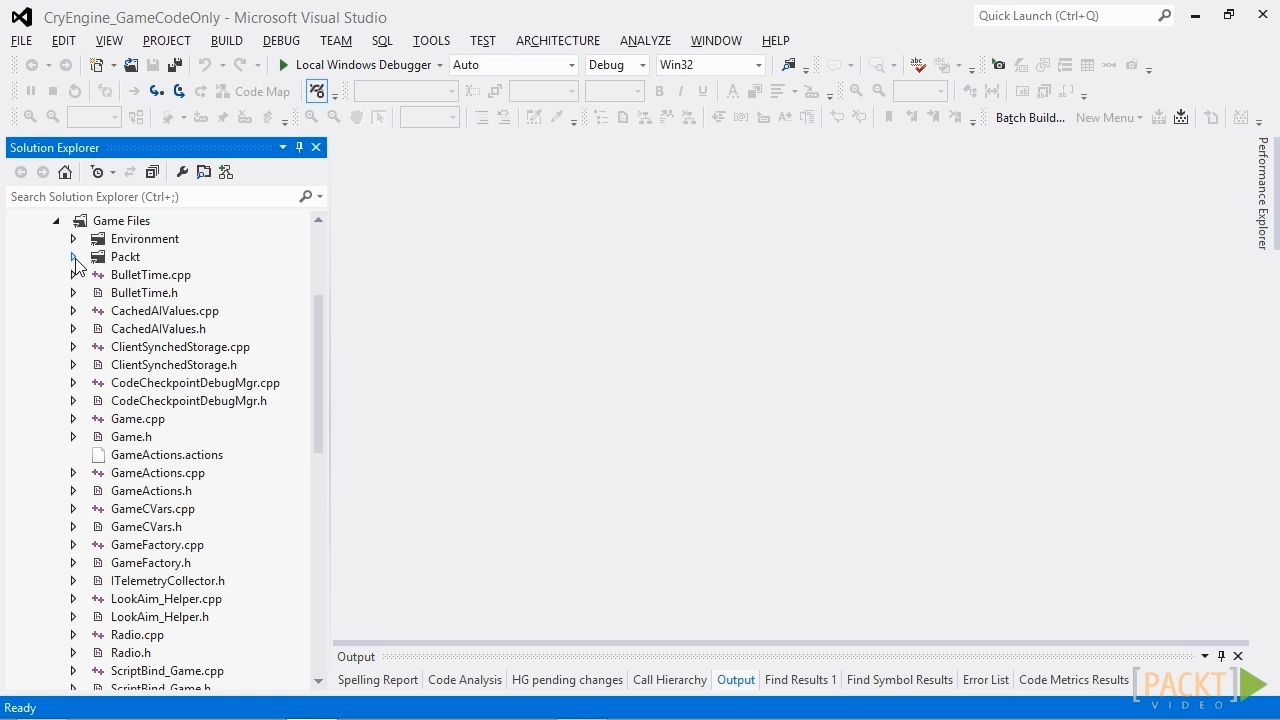 CryEngine_GameCodeOnly - Microsoft Visual Studio
Quick Launch (Ctrl+Q)
FILE EDIT VIEW PROJECT BUILD DEBUG TEAM SQL TOOLS TEST ARCHITECTURE ANALYZE WINDOW HELP
Local Windows Debugger Auto Debug Win32
Code Map
Batch Build... New Menu
Solution Explorer
Search Solution Explorer (Ctrl+;)
Game Files
Environment
Packt
BulletTime.cpp
BulletTime.h
CachedAIValues.cpp
CachedAIValues.h
ClientSynchedStorage.cpp
ClientSynchedStorage.h
CodeCheckpointDebugMgr.cpp
CodeCheckpointDebugMgr.h
Game.cpp
Game.h
GameActions.actions
GameActions.cpp
GameActions.h
GameCVars.cpp
GameCVars.h
GameFactory.cpp
GameFactory.h
ITelemetryCollector.h
LookAim_Helper.cpp
LookAim_Helper.h
Radio.cpp
Radio.h
ScriptBind_Game.cpp
ScriptBind_Game.h
Performance Explorer
Output
Spelling Report Code Analysis HG pending changes Call Hierarchy Output Find Results 1 Find Symbol Results Error List Code Metrics Results
PACKT
VIDEO
Ready